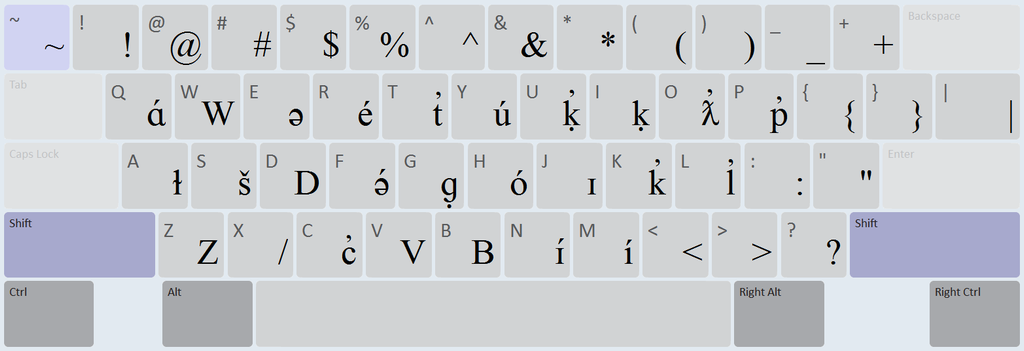 ~ ~ ! ! @ @ # # $ $ % % ^ ^ & & * * ( ( ) ) _ _ + + Backspace
Tab Q ά W W E ə R é T t̓ Y ú U ḳ̓ I ḳ O ƛ̓ P p̓ { { } } | |
Caps Lock A ɫ S š D D F ə́ G g̣ H ó J ɪ K k̓ L l̓ : : " " Enter
Shift Z Z X / C c̓ V V B B N í M í < < > > ? ? Shift
Ctrl Alt Right Alt Right Ctrl